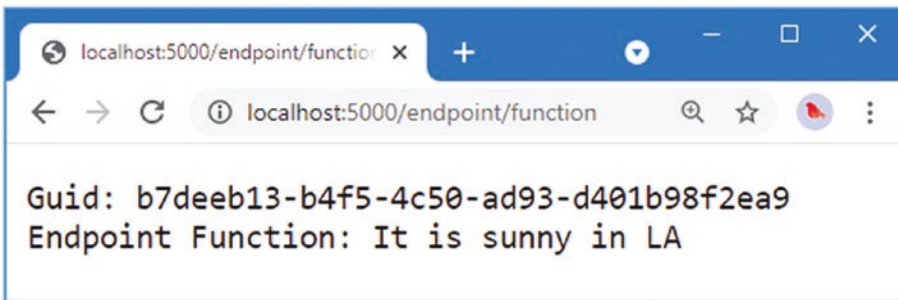 localhost:5000/endpoint/function
localhost:5000/endpoint/function
Guid: b7deeb13-b4f5-4c50-ad93-d401b98f2ea9
Endpoint Function: It is sunny in LA